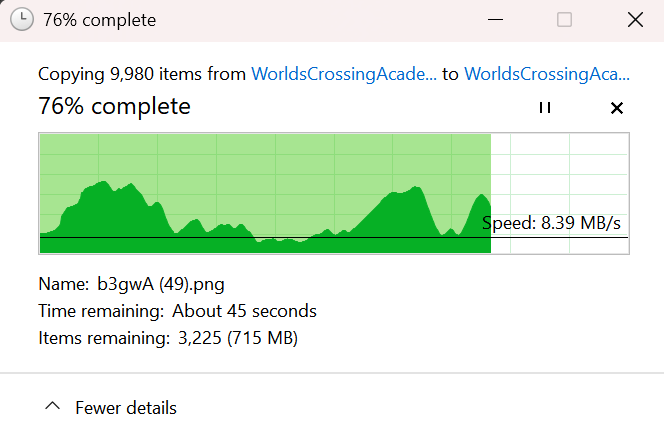 76% complete
Copying 9,980 items from WorldsCrossingAcade... to WorldsCrossingAca...
76% complete
Speed: 8.39 MB/s
Name: b3gwA (49).png
Time remaining: About 45 seconds
Items remaining: 3,225 (715 MB)
Fewer details